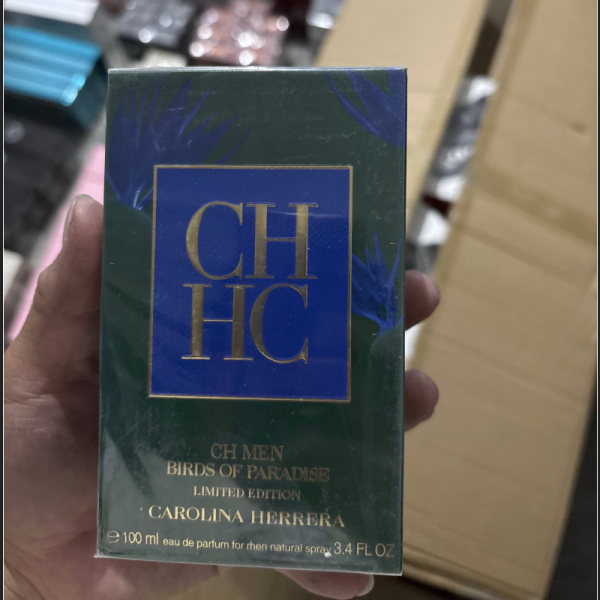 CH
HC
CH MEN
BIRDS OF PARADISE
LIMITED EDITION
CAROLINA HERRERA
℮ 100 ml eau de parfum for rhen natural spray 3.4 FL OZ